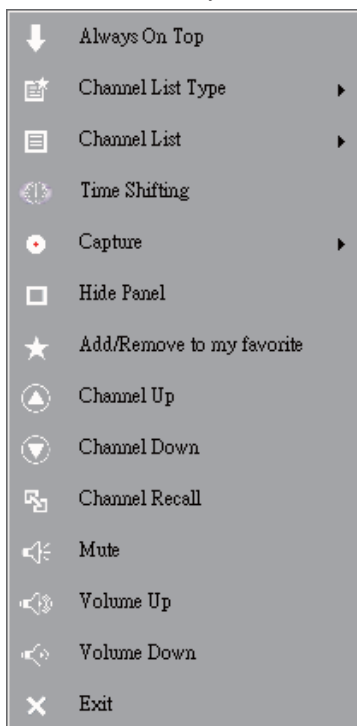 Always On Top
Channel List Type
Channel List
Time Shifting
Capture
Hide Panel
Add/Remove to my favorite
Channel Up
Channel Down
Channel Recall
Mute
Volume Up
Volume Down
Exit